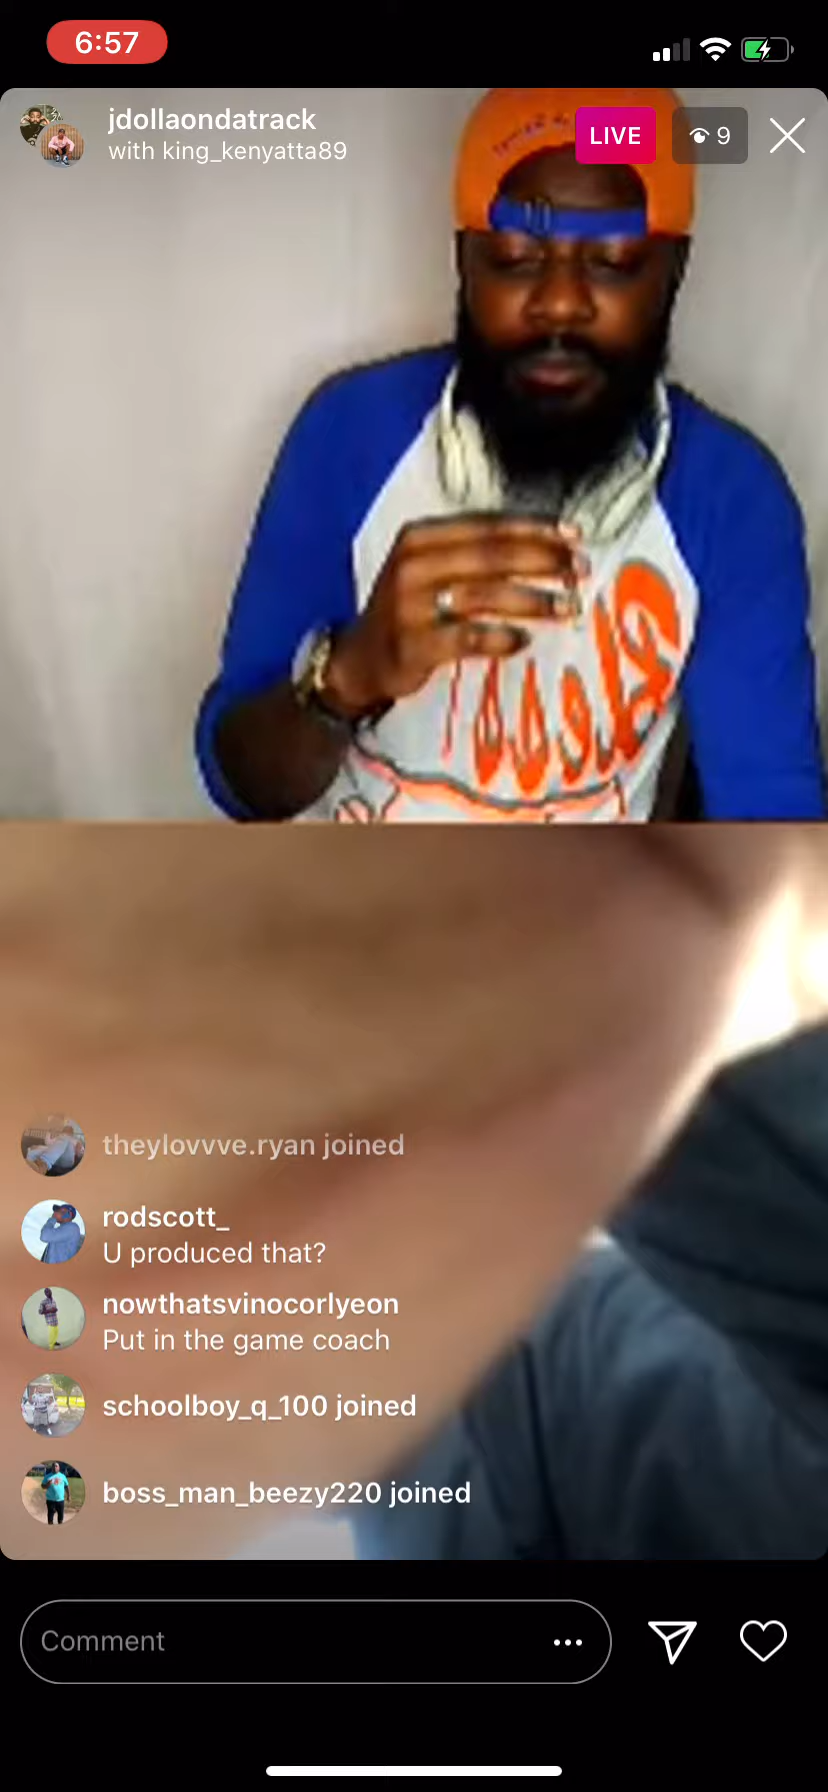 6:57
jdollaondatrack
with king_kenyatta89
LIVE
9
theylovvve.ryan joined
rodscott_
U produced that?
nowthatsvinocorlyeon
Put in the game coach
schoolboy_q_100 joined
boss_man_beezy220 joined
Comment